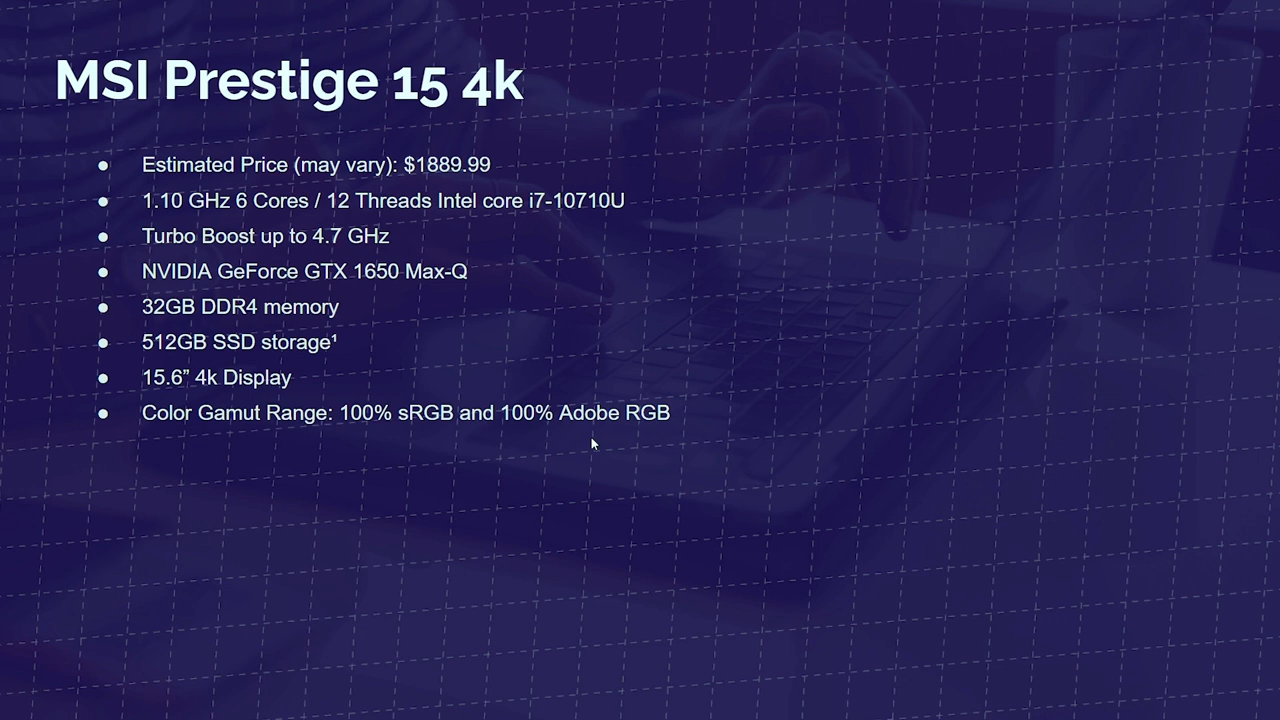 MSI Prestige 15 4k
● Estimated Price (may vary): $1889.99
● 1.10 GHz 6 Cores / 12 Threads Intel core i7-10710U
● Turbo Boost up to 4.7 GHz
● NVIDIA GeForce GTX 1650 Max-Q
● 32GB DDR4 memory
● 512GB SSD storage¹
● 15.6” 4k Display
● Color Gamut Range: 100% sRGB and 100% Adobe RGB